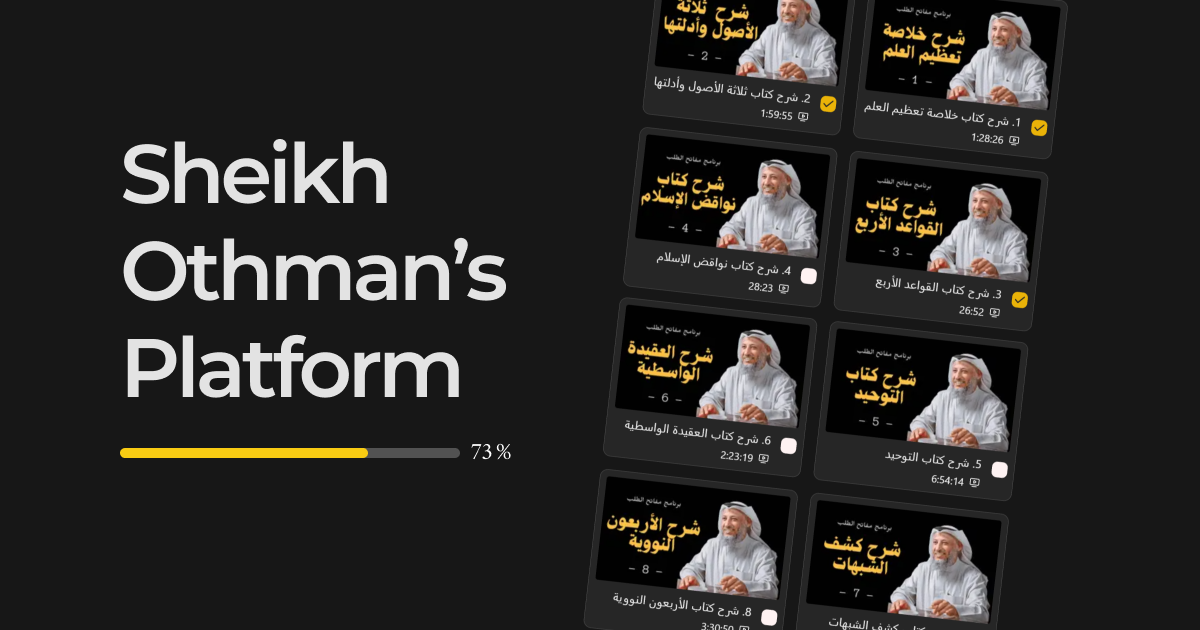 Sheikh
Othman’s
Platform
73 %
برنامج مفاتح الطلب
شرح خلاصة
تعظيم العلم
- 1 -
1. شرح كتاب خلاصة تعظيم العلم
1:28:26
شرح ثلاثة
الأصول وأدلتها
- 2 -
2. شرح كتاب ثلاثة الأصول وأدلتها
1:59:55
برنامج مفاتح الطلب
شرح كتاب
القواعد الأربع
- 3 -
3. شرح كتاب القواعد الأربع
26:52
برنامج مفاتح الطلب
شرح كتاب
نواقض الإسلام
- 4 -
4. شرح كتاب نواقض الإسلام
28:23
برنامج مفاتح الطلب
شرح كتاب
التوحيد
- 5 -
5. شرح كتاب التوحيد
6:54:14
برنامج مفاتح الطلب
شرح العقيدة
الواسطية
- 6 -
6. شرح كتاب العقيدة الواسطية
2:23:19
برنامج مفاتح الطلب
شرح كشف
الشبهات
- 7 -
كتاب كشف الشبهات
برنامج مفاتح الطلب
شرح الأربعون
النووية
- 8 -
8. شرح كتاب الأربعون النووية
3:30:50